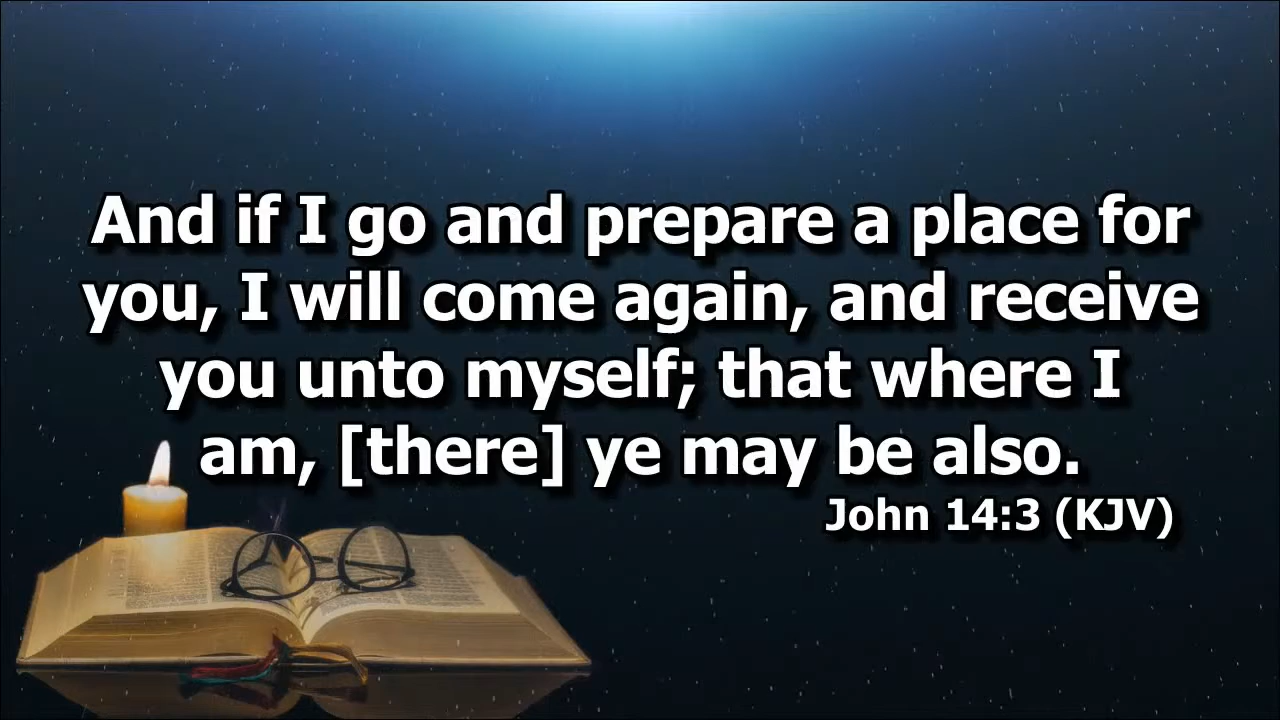 And if I go and prepare a place for
you, I will come again, and receive
you unto myself; that where I
am, [there] ye may be also.
John 14:3 (KJV)